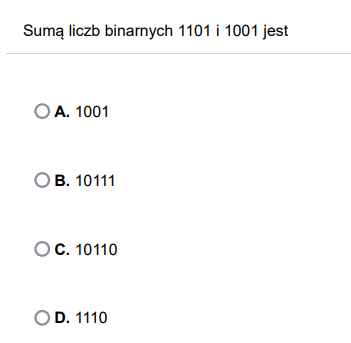 Sumą liczb binarnych 1101 i 1001 jest
A. 1001
B. 10111
C. 10110
D. 1110